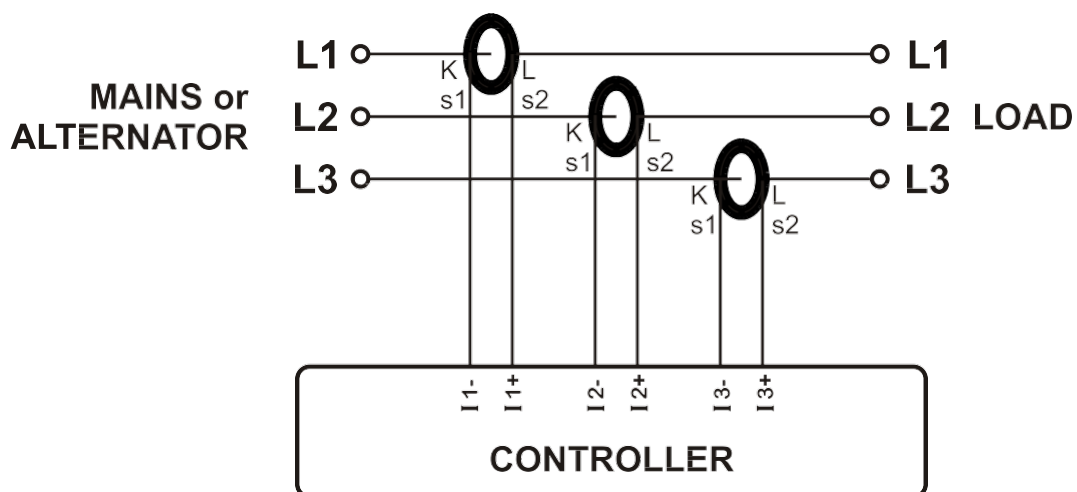 L1 L1
K L
s1 s2
MAINS or
ALTERNATOR
L2 L2 LOAD
K L
s1 s2
L3 L3
K L
s1 s2
I1- I1+ I2- I2+ I3- I3+
CONTROLLER